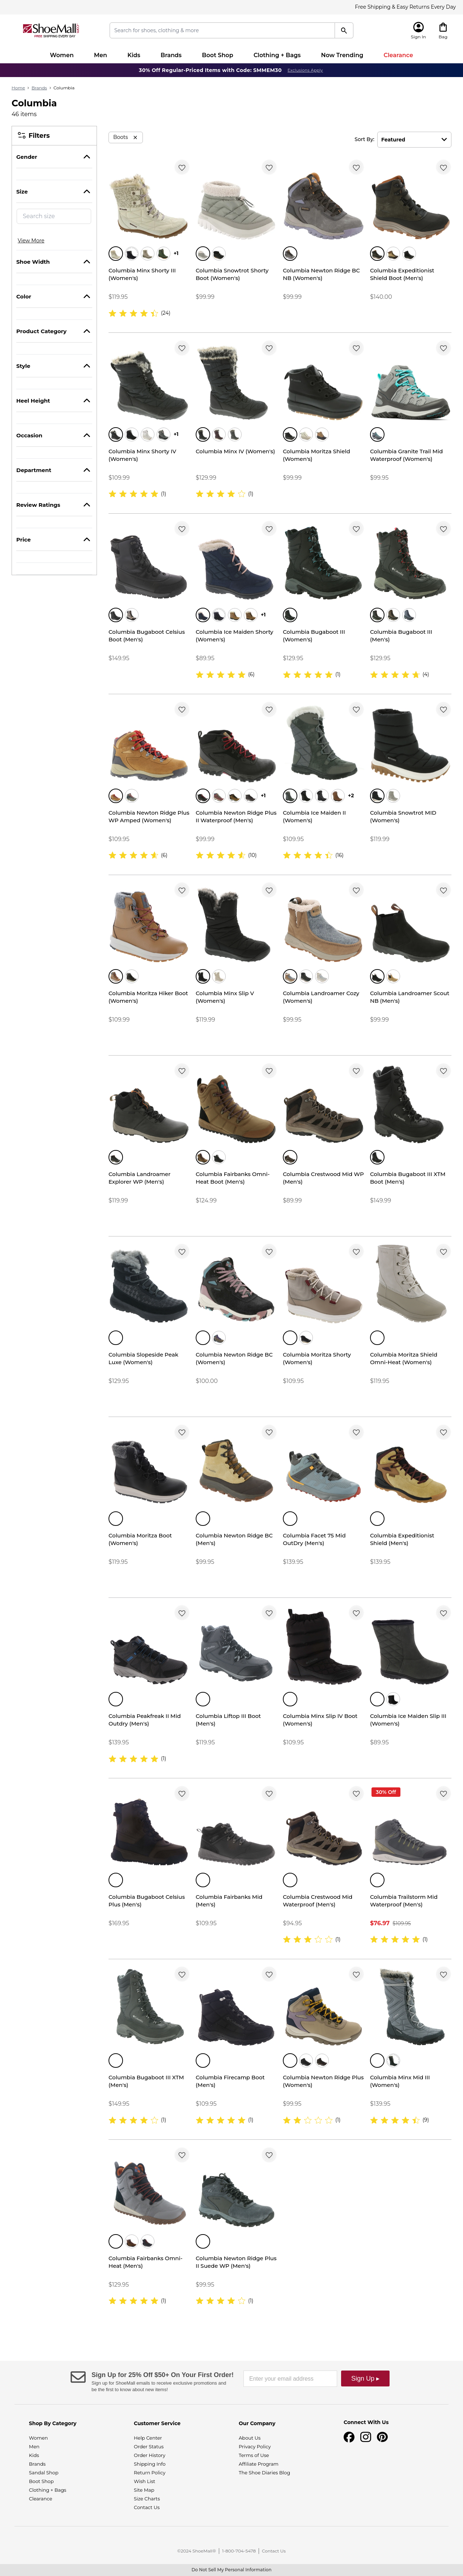 Free Shipping & Easy Returns Every Day
ShoeMall
FREE SHIPPING EVERY DAY
Search for shoes, clothing & more
Sign In
Bag
Women
Men
Kids
Brands
Boot Shop
Clothing + Bags
Now Trending
Clearance
30% Off Regular-Priced Items with Code: SMMEM30 Exclusions Apply
Home > Brands > Columbia
Columbia
46 items
Filters
Gender
Size
Search size
View More
Shoe Width
Color
Product Category
Style
Heel Height
Occasion
Department
Review Ratings
Price
Boots ×
Sort By: Featured
+1
Columbia Minx Shorty III (Women's)
$119.95
(24)
Columbia Snowtrot Shorty Boot (Women's)
$99.99
Columbia Newton Ridge BC NB (Women's)
$99.99
Columbia Expeditionist Shield Boot (Men's)
$140.00
+1
Columbia Minx Shorty IV (Women's)
$109.99
(1)
Columbia Minx IV (Women's)
$129.99
(1)
Columbia Moritza Shield (Women's)
$99.99
Columbia Granite Trail Mid Waterproof (Women's)
$99.95
Columbia Bugaboot Celsius Boot (Men's)
$149.95
+1
Columbia Ice Maiden Shorty (Women's)
$89.95
(6)
Columbia Bugaboot III (Women's)
$129.95
(1)
Columbia Bugaboot III (Men's)
$129.95
(4)
Columbia Newton Ridge Plus WP Amped (Women's)
$109.95
(6)
+1
Columbia Newton Ridge Plus II Waterproof (Men's)
$99.99
(10)
+2
Columbia Ice Maiden II (Women's)
$109.95
(16)
Columbia Snowtrot MID (Women's)
$119.99
Columbia Moritza Hiker Boot (Women's)
$109.99
Columbia Minx Slip V (Women's)
$119.99
Columbia Landroamer Cozy (Women's)
$99.95
Columbia Landroamer Scout NB (Men's)
$99.99
Columbia Landroamer Explorer WP (Men's)
$119.99
Columbia Fairbanks Omni-Heat Boot (Men's)
$124.99
Columbia Crestwood Mid WP (Men's)
$89.99
Columbia Bugaboot III XTM Boot (Men's)
$149.99
Columbia Slopeside Peak Luxe (Women's)
$129.95
Columbia Newton Ridge BC (Women's)
$100.00
Columbia Moritza Shorty (Women's)
$109.95
Columbia Moritza Shield Omni-Heat (Women's)
$119.95
Columbia Moritza Boot (Women's)
$119.95
Columbia Newton Ridge BC (Men's)
$99.95
Columbia Facet 75 Mid OutDry (Men's)
$139.95
Columbia Expeditionist Shield (Men's)
$139.95
Columbia Peakfreak II Mid Outdry (Men's)
$139.95
(1)
Columbia Liftop III Boot (Men's)
$119.95
Columbia Minx Slip IV Boot (Women's)
$109.95
Columbia Ice Maiden Slip III (Women's)
$89.95
Columbia Bugaboot Celsius Plus (Men's)
$169.95
Columbia Fairbanks Mid (Men's)
$109.95
Columbia Crestwood Mid Waterproof (Men's)
$94.95
(1)
30% Off
Columbia Trailstorm Mid Waterproof (Men's)
$76.97 $109.95
(1)
Columbia Bugaboot III XTM (Men's)
$149.95
(1)
Columbia Firecamp Boot (Men's)
$109.95
(1)
Columbia Newton Ridge Plus (Women's)
$99.95
(1)
Columbia Minx Mid III (Women's)
$139.95
(9)
Columbia Fairbanks Omni-Heat (Men's)
$129.95
(1)
Columbia Newton Ridge Plus II Suede WP (Men's)
$99.95
(1)
Sign Up for 25% Off $50+ On Your First Order!
Sign up for Shoemall emails to receive exclusive promotions and
be the first to know about new items!
Enter your email address
Sign Up ▸
Shop By Category
Women
Men
Kids
Brands
Sandal Shop
Boot Shop
Clothing + Bags
Clearance
Customer Service
Help Center
Order Status
Order History
Shipping Info
Return Policy
Wish List
Site Map
Size Charts
Contact Us
Our Company
About Us
Privacy Policy
Terms of Use
Affiliate Program
The Shoe Diaries Blog
Connect With Us
©2024 ShoeMall® | 1-800-704-5478 | Contact Us
Do Not Sell My Personal Information